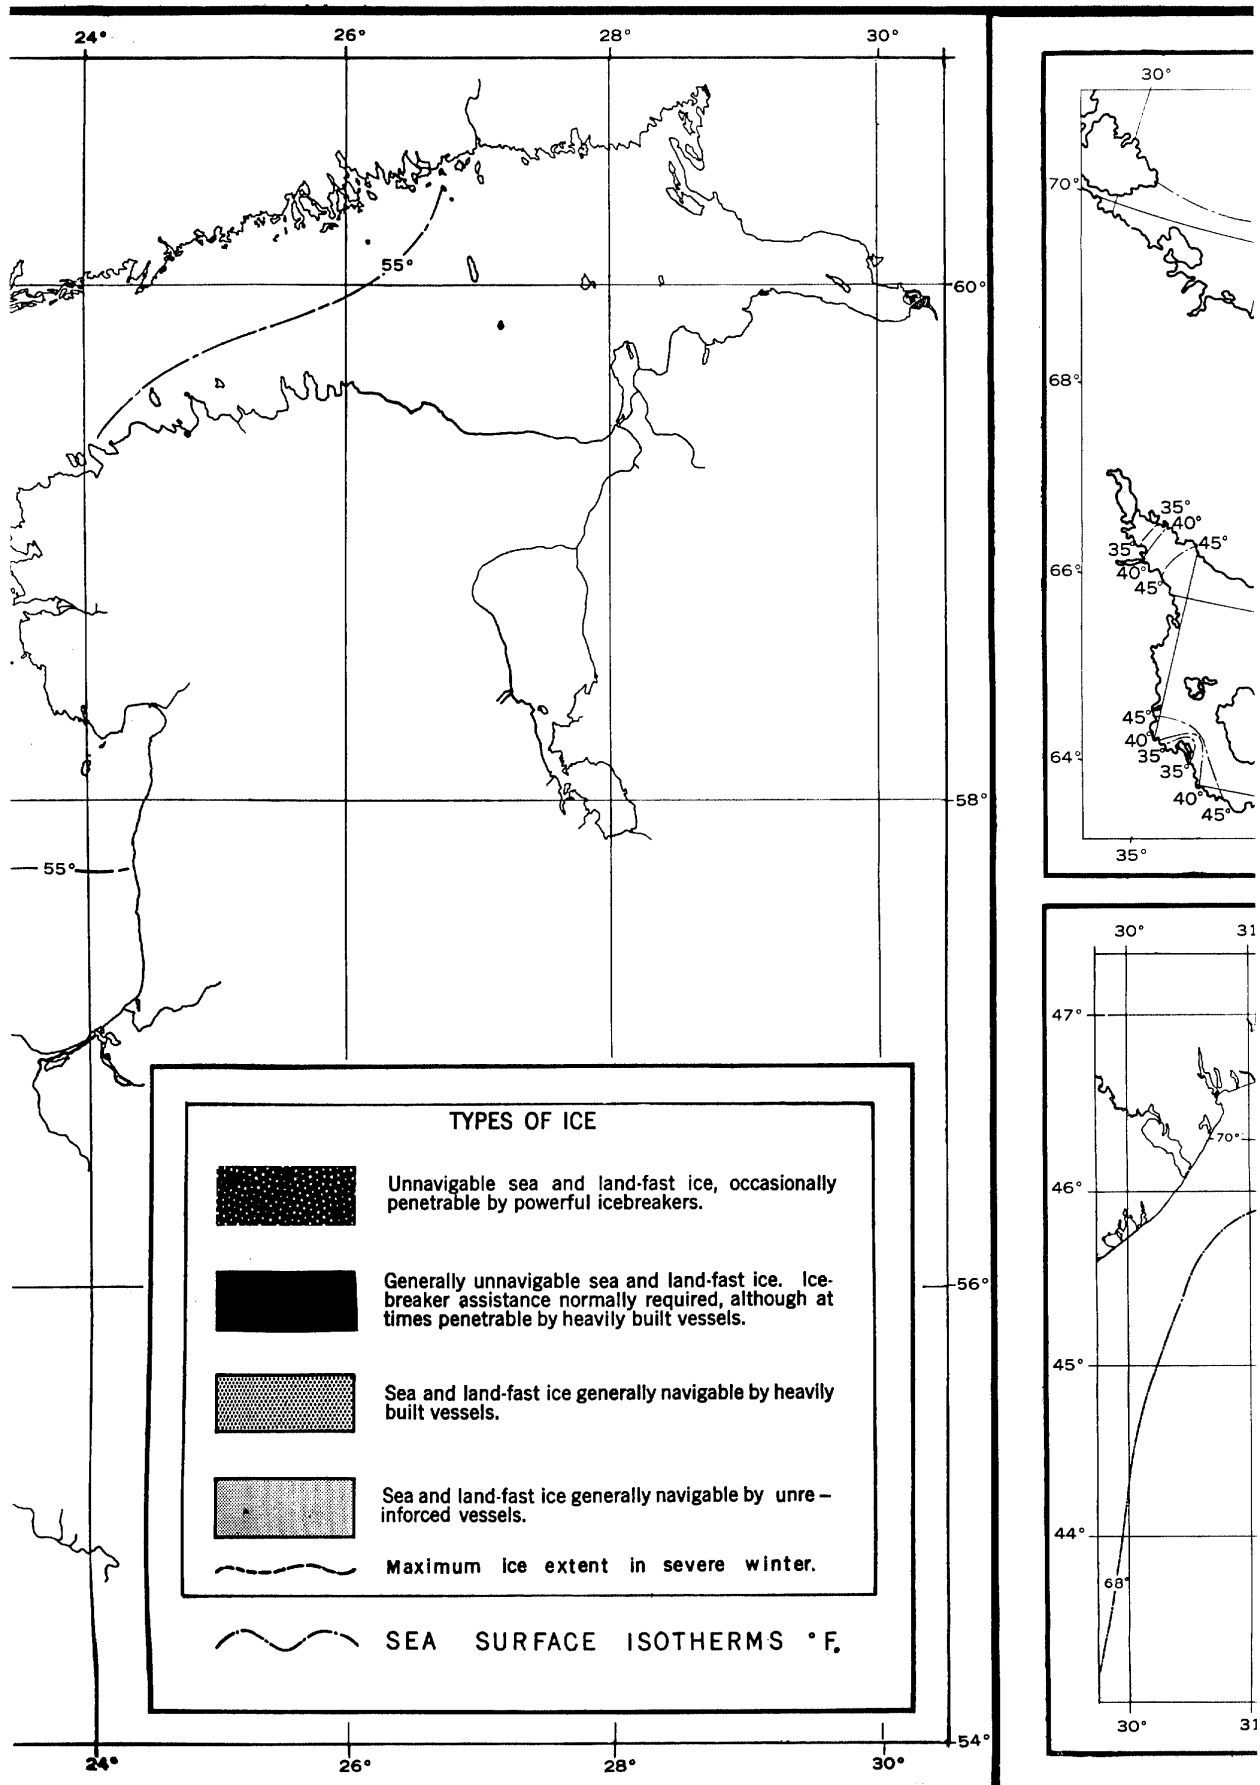 24° 26° 28° 30°
55°
60°
58°
55°
56°
54°
24° 26° 28° 30°
TYPES OF ICE
Unnavigable sea and land-fast ice, occasionally
penetrable by powerful icebreakers.
Generally unnavigable sea and land-fast ice. Ice-
breaker assistance normally required, although at
times penetrable by heavily built vessels.
Sea and land-fast ice generally navigable by heavily
built vessels.
Sea and land-fast ice generally navigable by unre-
inforced vessels.
Maximum ice extent in severe winter.
SEA SURFACE ISOTHERMS °F.
30°
70°
68°
35°
40°
35° 45°
66° 40°
45°
45°
40°
64° 35°
35°
40°
45°
35°
30° 31
47°
70°
46°
45°
44°
68°
30° 31